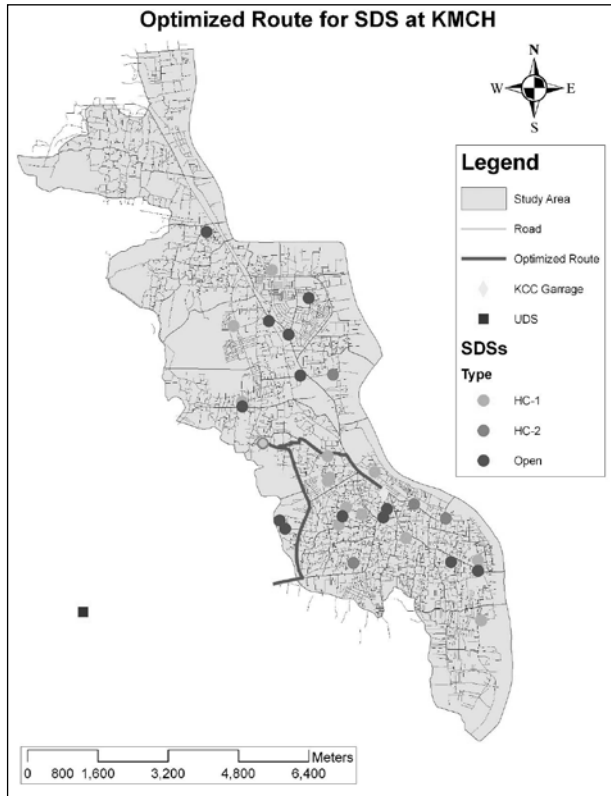 Optimized Route for SDS at KMCH
N
W E
S
Legend
Study Area
Road
Optimized Route
KCC Garrage
UDS
SDSs
Type
HC-1
HC-2
Open
Meters
0 800 1,600 3,200 4,800 6,400